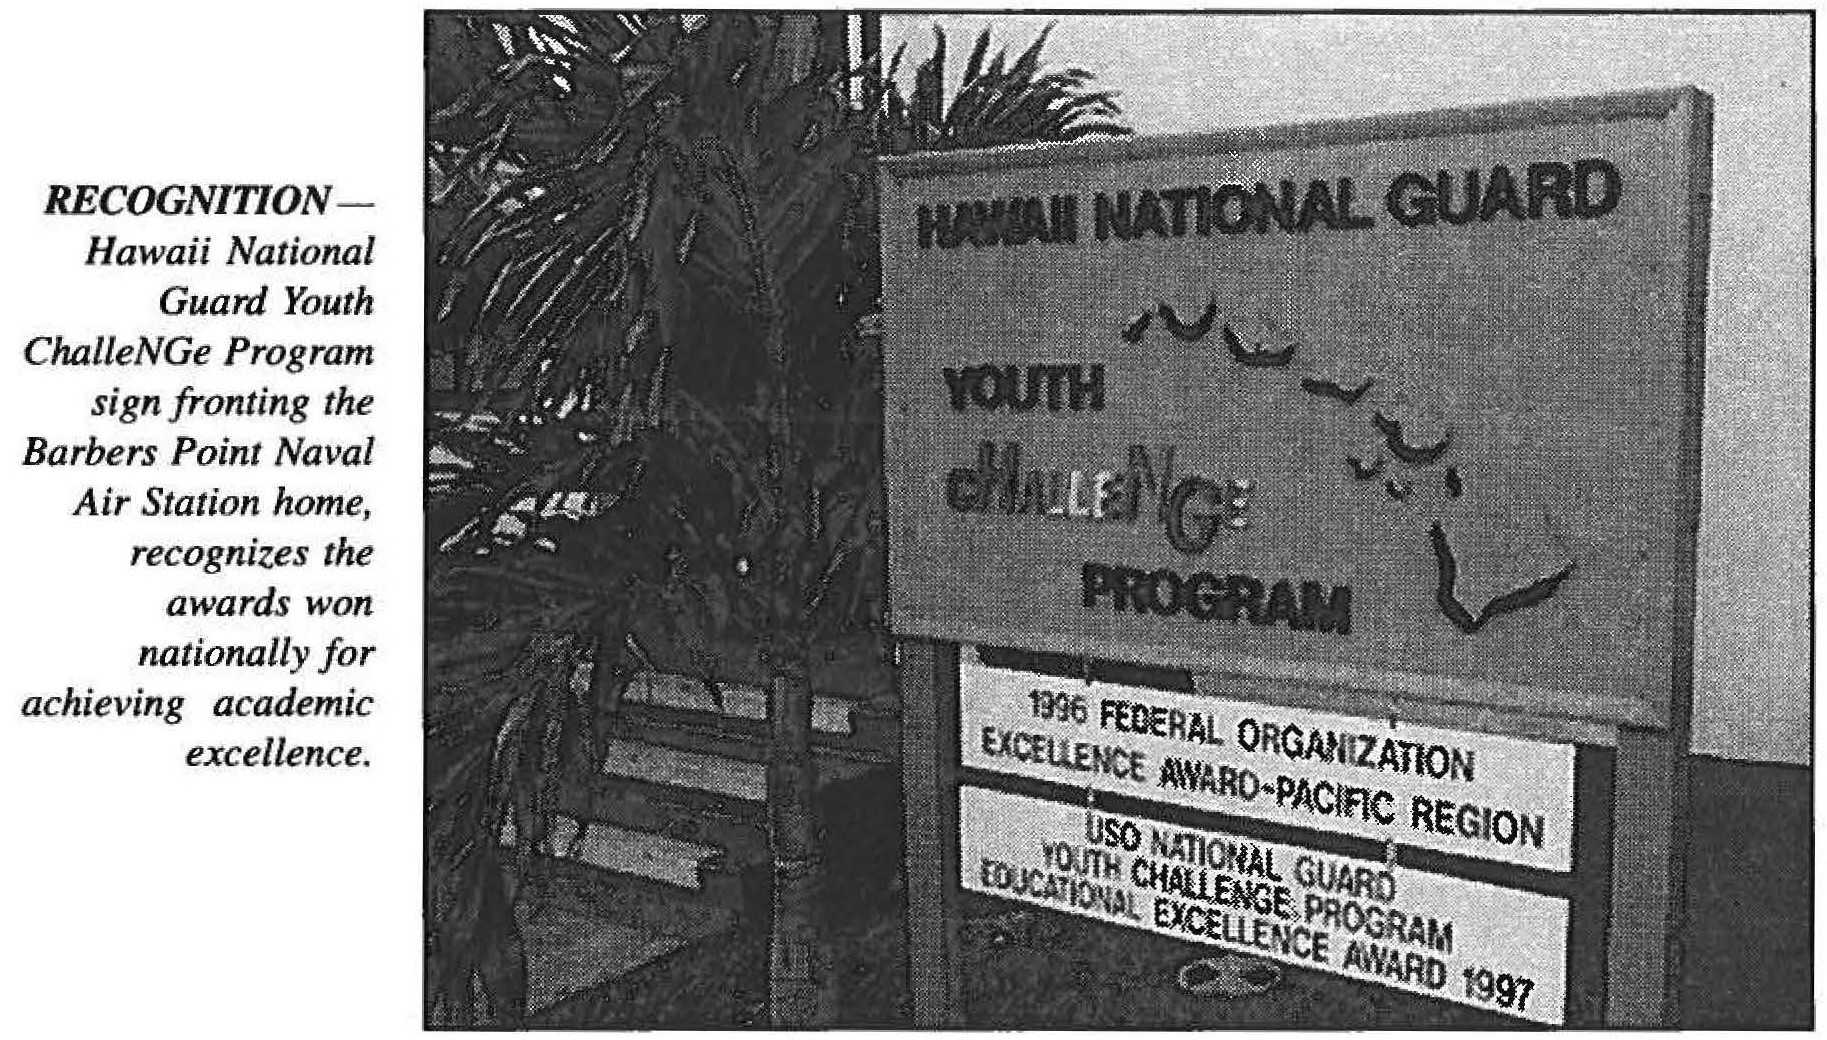 RECOGNITION—
Hawaii National
Guard Youth
ChalleNGe Program
sign fronting the
Barbers Point Naval
Air Station home,
recognizes the
awards won
nationally for
achieving academic
excellence.
HAWAII NATIONAL GUARD
YOUTH
CHALLENGE
PROGRAM
1996 FEDERAL ORGANIZATION
EXCELLENCE AWARD-PACIFIC REGION
USO NATIONAL GUARD
YOUTH CHALLENGE PROGRAM
EDUCATIONAL EXCELLENCE AWARD 1997